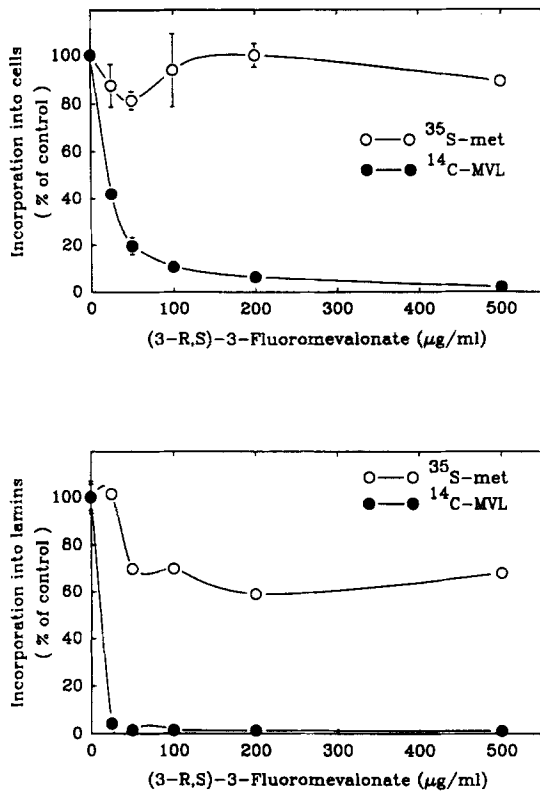 Incorporation into cells
( % of control )
100
80
60
40
20
0
³⁵S-met
¹⁴C-MVL
0 100 200 300 400 500
(3-R,S)-3-Fluoromevalonate (μg/ml)
Incorporation into lamins
( % of control )
100
80
60
40
20
0
³⁵S-met
¹⁴C-MVL
0 100 200 300 400 500
(3-R,S)-3-Fluoromevalonate (μg/ml)